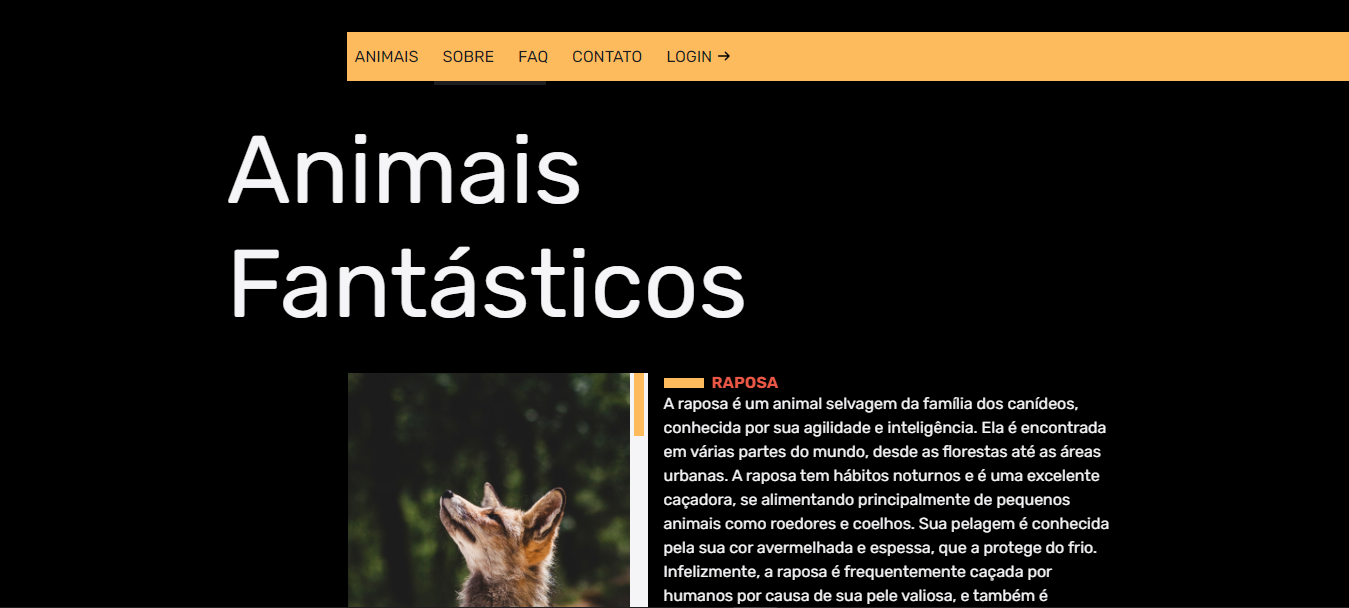 ANIMAIS SOBRE FAQ CONTATO LOGIN →
Animais
Fantásticos
RAPOSA
A raposa é um animal selvagem da família dos canídeos,
conhecida por sua agilidade e inteligência. Ela é encontrada
em várias partes do mundo, desde as florestas até as áreas
urbanas. A raposa tem hábitos noturnos e é uma excelente
caçadora, se alimentando principalmente de pequenos
animais como roedores e coelhos. Sua pelagem é conhecida
pela sua cor avermelhada e espessa, que a protege do frio.
Infelizmente, a raposa é frequentemente caçada por
humanos por causa de sua pele valiosa, e também é